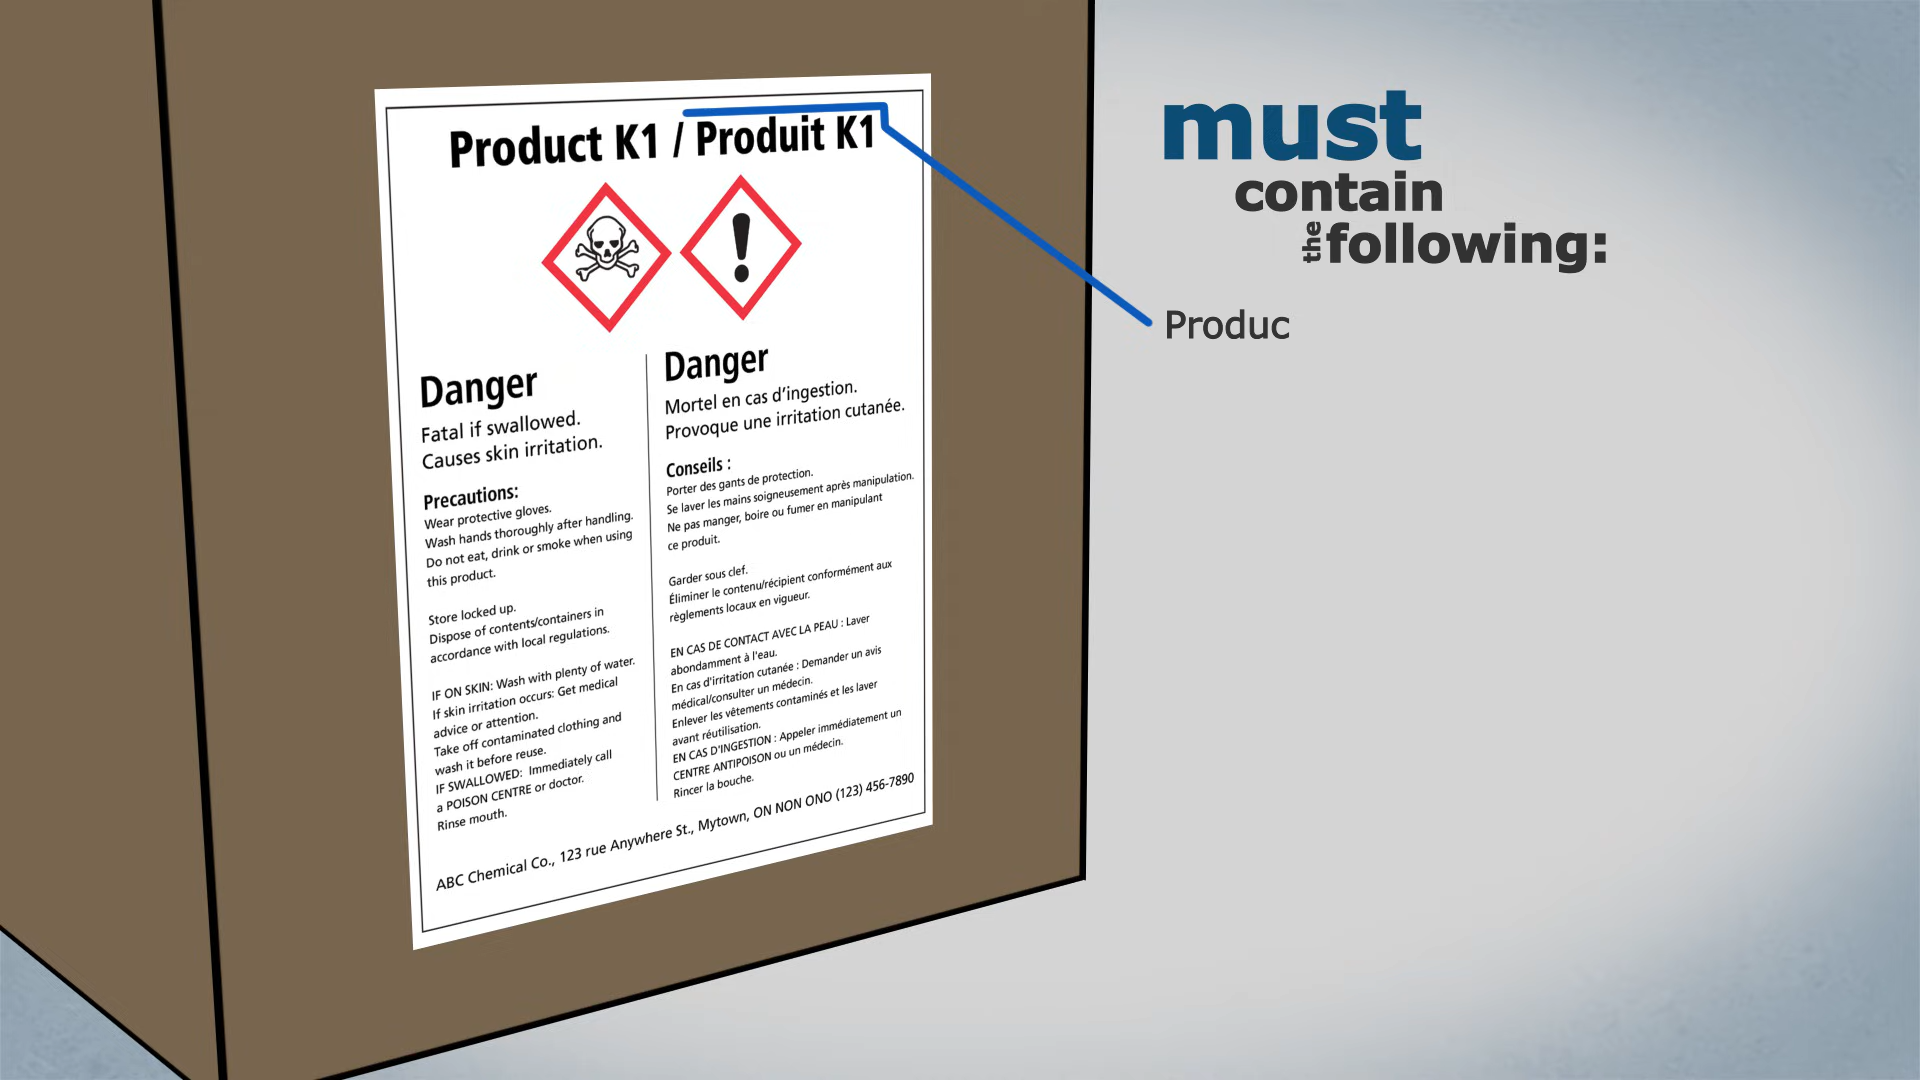 Product K1 / Produit K1
Danger
Fatal if swallowed.
Causes skin irritation.
Precautions:
Wear protective gloves.
Wash hands thoroughly after handling.
Do not eat, drink or smoke when using
this product.
Store locked up.
Dispose of contents/containers in
accordance with local regulations.
IF ON SKIN: Wash with plenty of water.
If skin irritation occurs: Get medical
advice or attention.
Take off contaminated clothing and
wash it before reuse.
IF SWALLOWED: Immediately call
a POISON CENTRE or doctor.
Rinse mouth.
Danger
Mortel en cas d'ingestion.
Provoque une irritation cutanée.
Conseils :
Porter des gants de protection.
Se laver les mains soigneusement après manipulation.
Ne pas manger, boire ou fumer en manipulant
ce produit.
Garder sous clef.
Éliminer le contenu/récipient conformément aux
règlements locaux en vigueur.
EN CAS DE CONTACT AVEC LA PEAU : Laver
abondamment à l'eau.
En cas d'irritation cutanée : Demander un avis
médical/consulter un médecin.
Enlever les vêtements contaminés et les laver
avant réutilisation.
EN CAS D'INGESTION : Appeler immédiatement un
CENTRE ANTIPOISON ou un médecin.
Rincer la bouche.
ABC Chemical Co., 123 rue Anywhere St., Mytown, ON NON ONO (123) 456-7890
must
contain
the following:
Produc